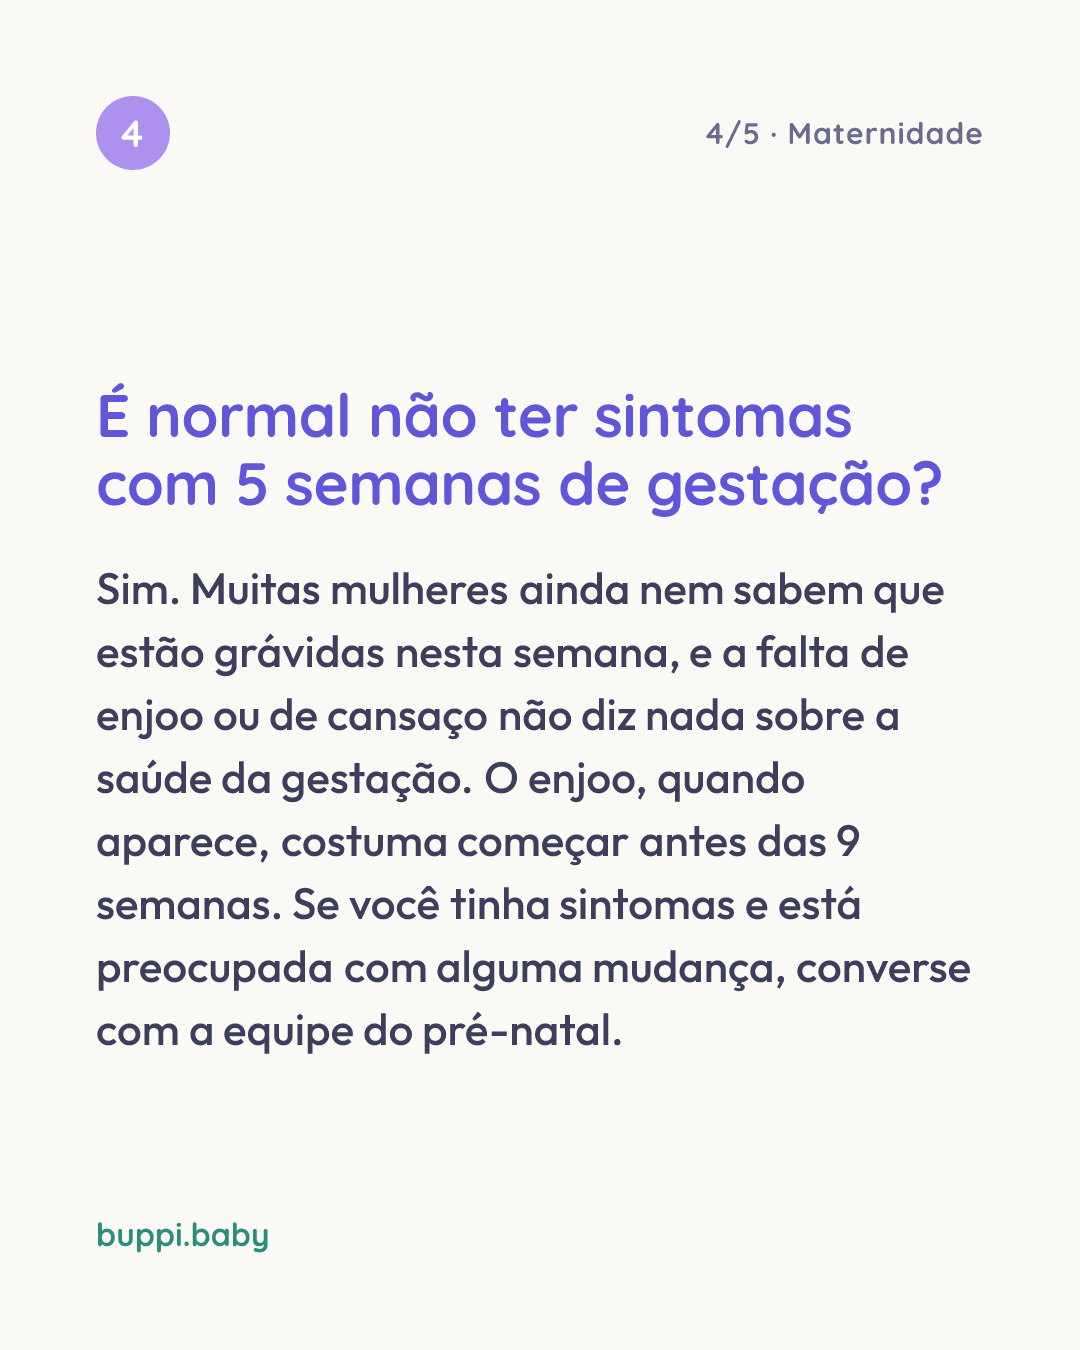 4
4/5 · Maternidade
É normal não ter sintomas
com 5 semanas de gestação?
Sim. Muitas mulheres ainda nem sabem que
estão grávidas nesta semana, e a falta de
enjoo ou de cansaço não diz nada sobre a
saúde da gestação. O enjoo, quando
aparece, costuma começar antes das 9
semanas. Se você tinha sintomas e está
preocupada com alguma mudança, converse
com a equipe do pré-natal.
buppi.baby